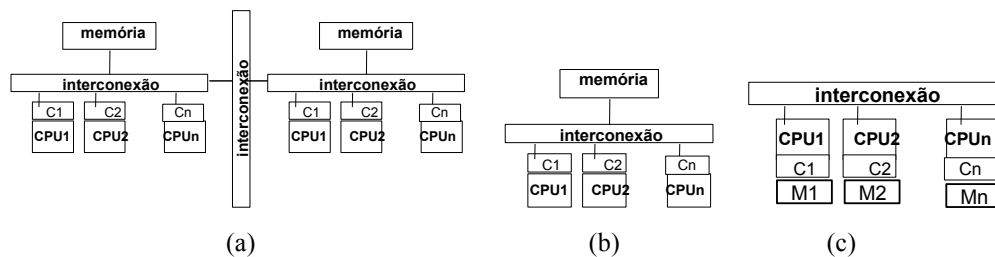 memória
interconexão
C1 C2 Cn
CPU1 CPU2 CPUn
interconexão
memória
interconexão
C1 C2 Cn
CPU1 CPU2 CPUn
(a)
memória
interconexão
C1 C2 Cn
CPU1 CPU2 CPUn
(b)
interconexão
CPU1 CPU2 CPUn
C1 C2 Cn
M1 M2 Mn
(c)